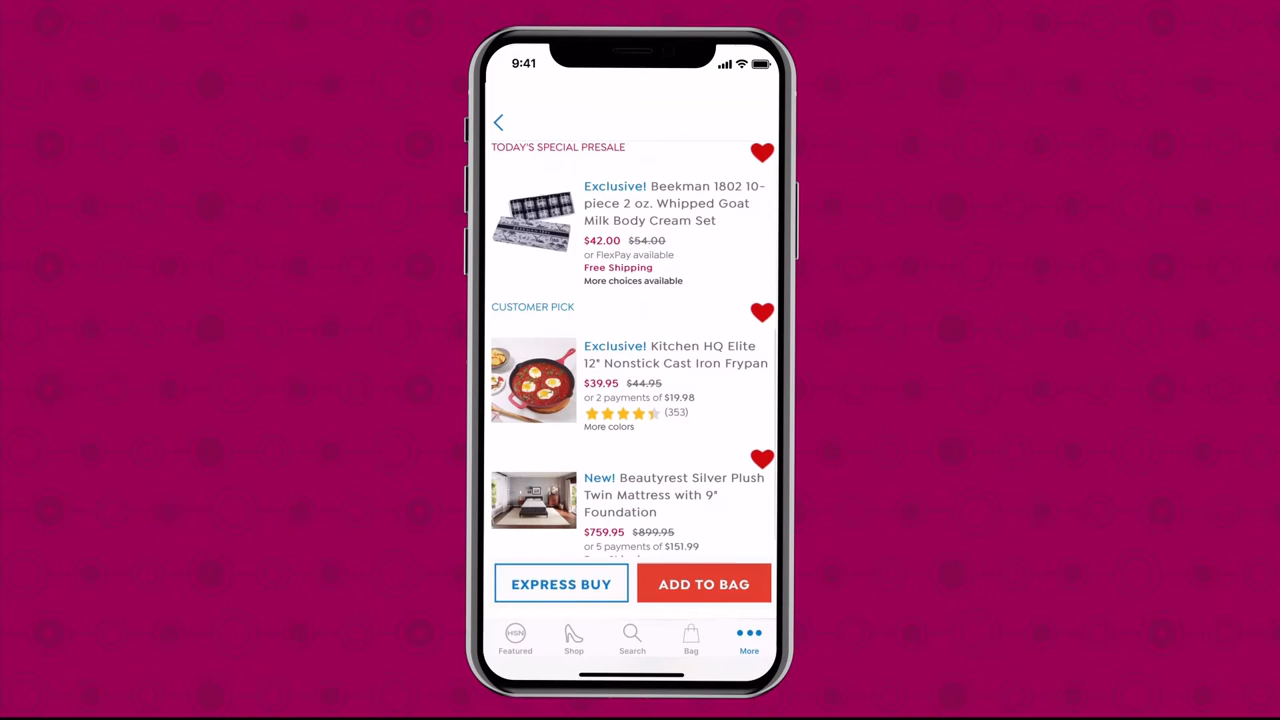 9:41
TODAY'S SPECIAL PRESALE
Exclusive! Beekman 1802 10-
piece 2 oz. Whipped Goat
Milk Body Cream Set
$42.00 $54.00
or FlexPay available
Free Shipping
More choices available
CUSTOMER PICK
Exclusive! Kitchen HQ Elite
12" Nonstick Cast Iron Frypan
$39.95 $44.95
or 2 payments of $19.98
(353)
More colors
New! Beautyrest Silver Plush
Twin Mattress with 9"
Foundation
$759.95 $899.95
or 5 payments of $151.99
EXPRESS BUY
ADD TO BAG
HSN
Featured
Shop
Search
Bag
More